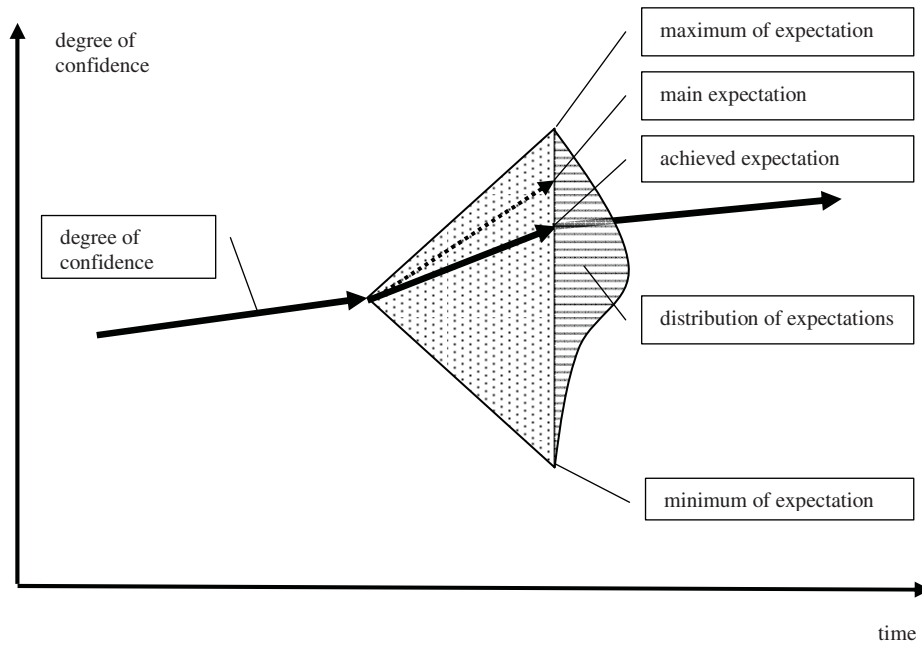 degree of
confidence
maximum of expectation
main expectation
achieved expectation
degree of
confidence
distribution of expectations
minimum of expectation
time